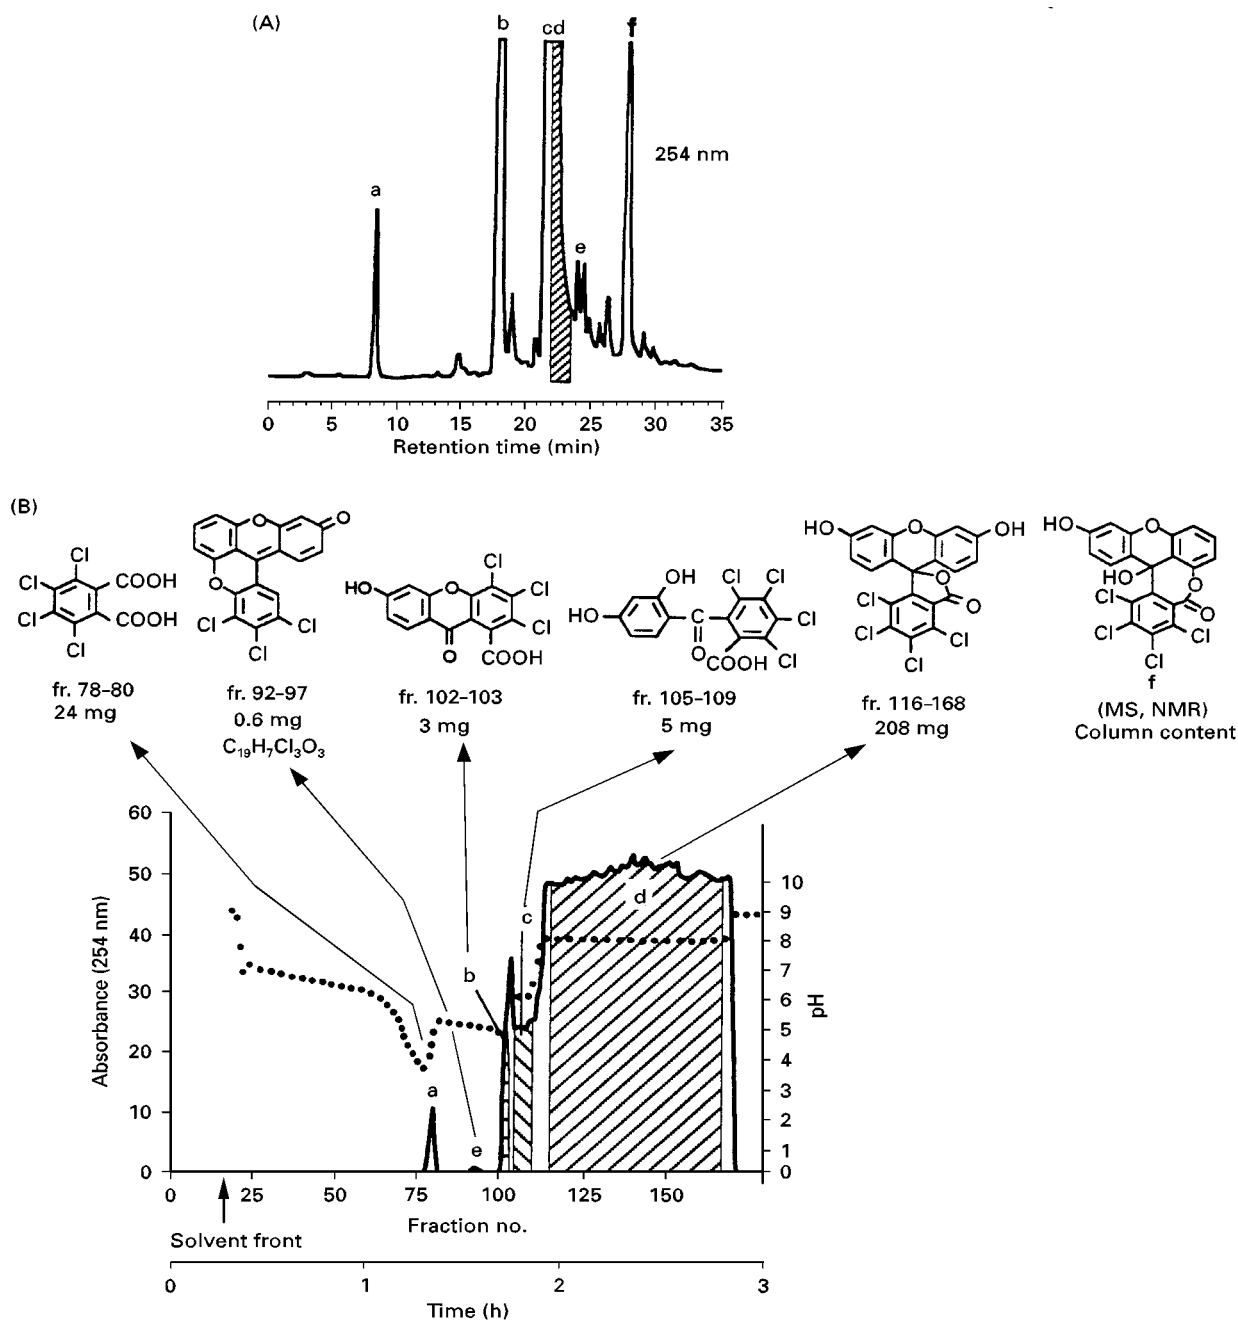 (A)
a
b
cd
e
f
254 nm
0 5 10 15 20 25 30 35
Retention time (min)
(B)
Cl
Cl
Cl
Cl
COOH
COOH
fr. 78–80
24 mg
O
O
O
Cl
Cl
Cl
fr. 92–97
0.6 mg
C₁₉H₇Cl₃O₃
HO
O
O
Cl
Cl
Cl
COOH
fr. 102–103
3 mg
OH
HO
C
O
Cl
Cl
Cl
Cl
COOH
fr. 105–109
5 mg
HO
O
OH
O
O
Cl
Cl
Cl
Cl
fr. 116–168
208 mg
HO
O
HO
O
O
Cl
Cl
Cl
Cl
f
(MS, NMR)
Column content
60
50
40
30
20
10
0
Absorbance (254 nm)
a
e
b
c
d
10
9
8
7
6
5
4
3
2
1
0
pH
0 25 50 75 100 125 150
Fraction no.
Solvent front
0 1 2 3
Time (h)